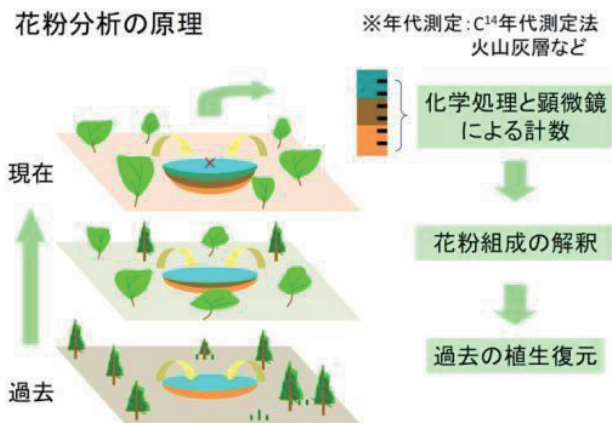 花粉分析の原理
※年代測定:C¹⁴年代測定法
火山灰層など
化学処理と顕微鏡
による計数
現在
花粉組成の解釈
過去の植生復元
過去